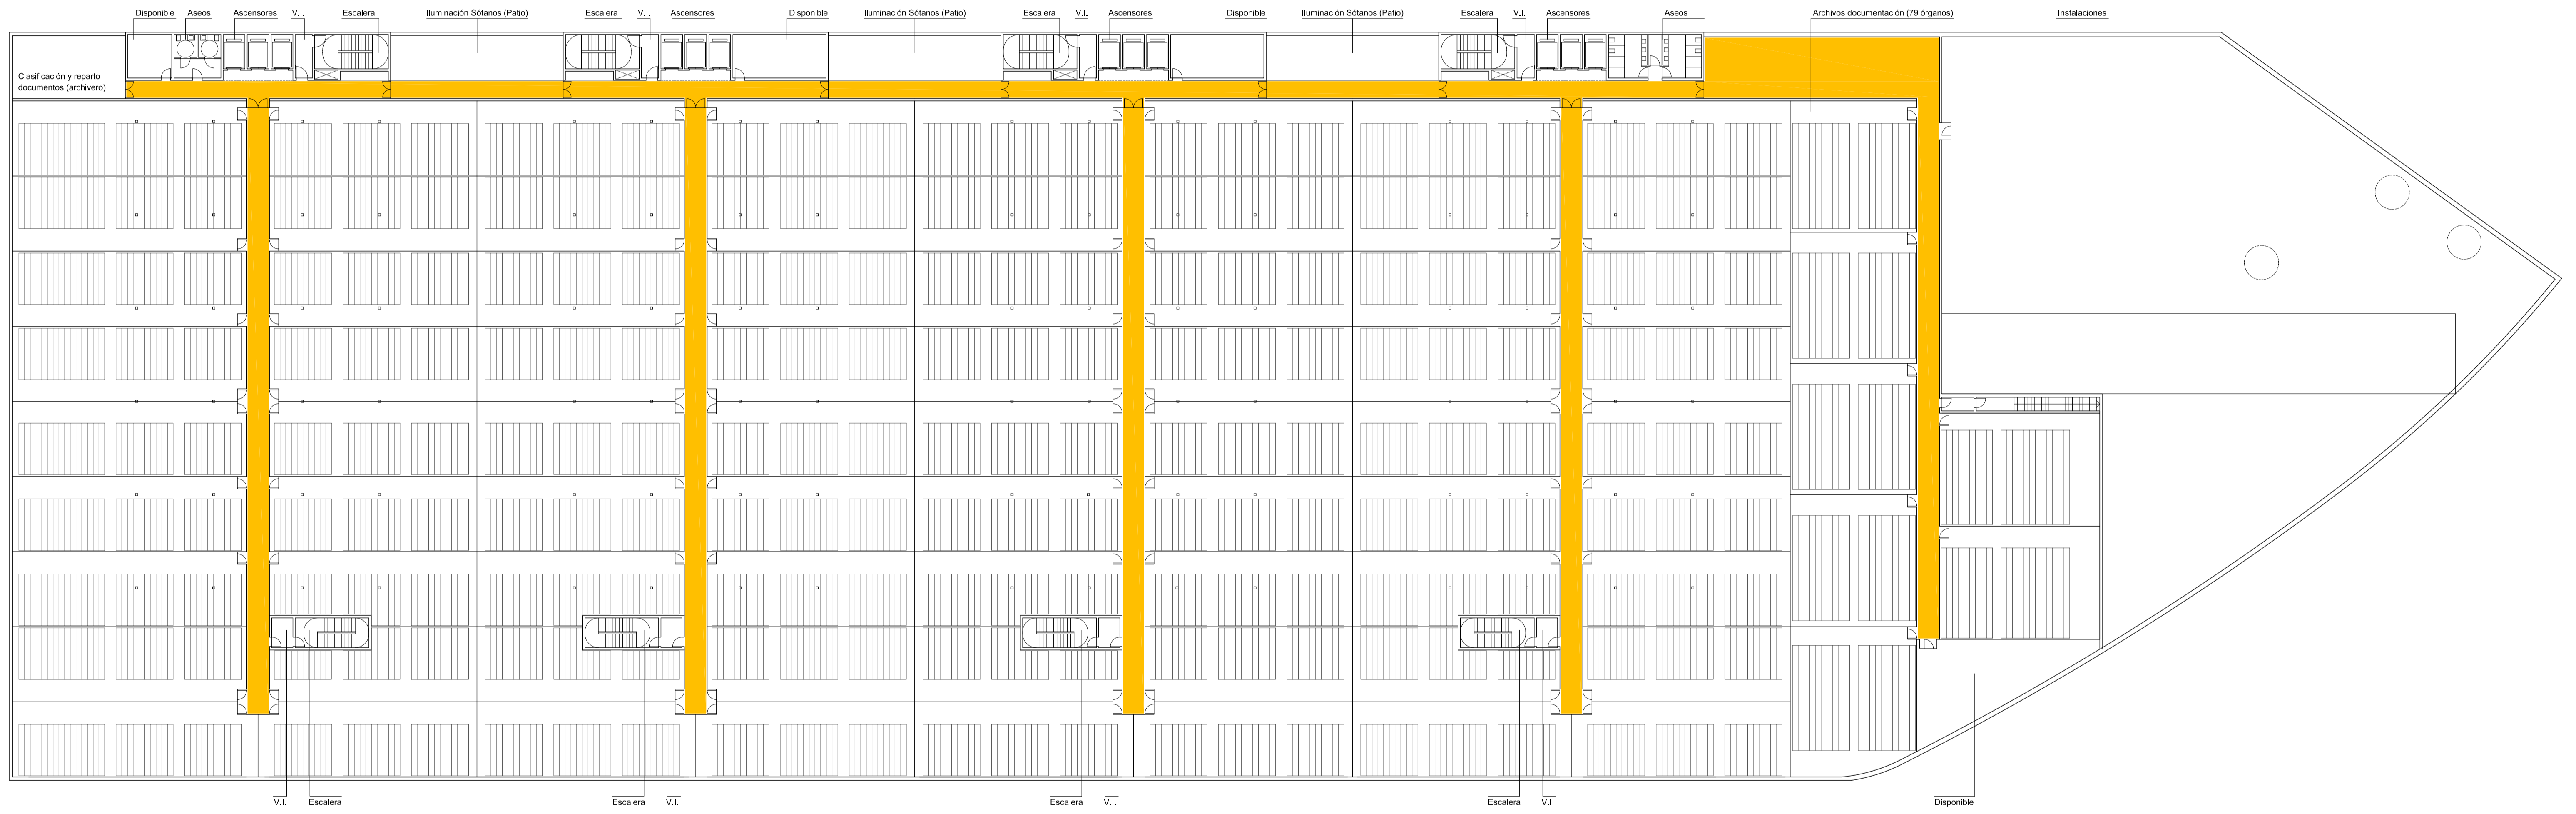 Disponible
Aseos
Ascensores
V.I.
Escalera
Iluminación Sótanos (Patio)
Escalera
V.I.
Ascensores
Disponible
Iluminación Sótanos (Patio)
Escalera
V.I.
Ascensores
Disponible
Iluminación Sótanos (Patio)
Escalera
V.I.
Ascensores
Aseos
Archivos documentación (79 órganos)
Instalaciones
Clasificación y reparto
documentos (archivero)
V.I.
Escalera
Escalera
V.I.
Escalera
V.I.
Escalera
V.I.
Disponible